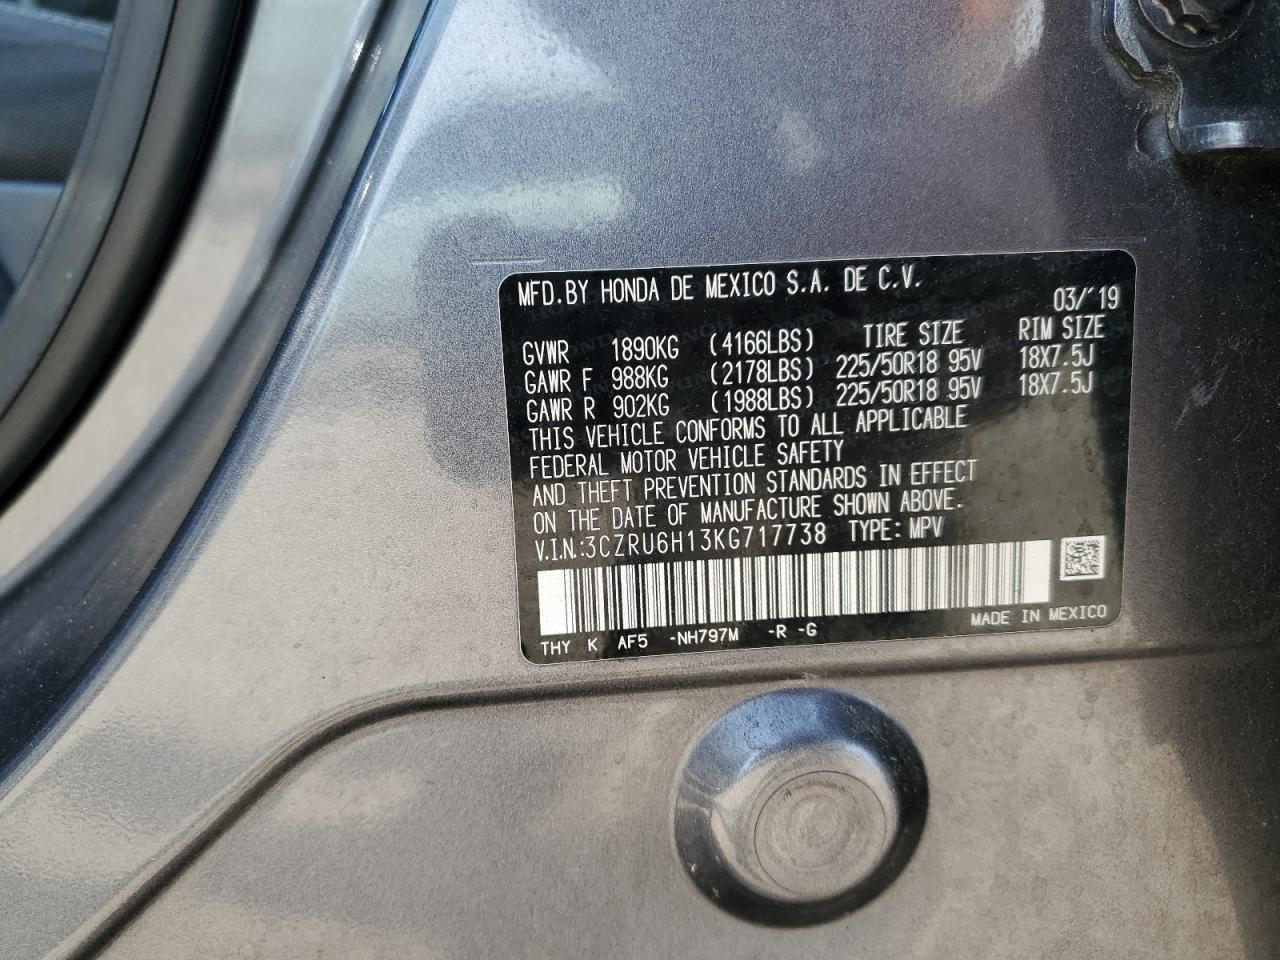 MFD.BY HONDA DE MEXICO S.A. DE C.V.
03/'19
GVWR 1890KG (4166LBS) TIRE SIZE RIM SIZE
GAWR F 988KG (2178LBS) 225/50R18 95V 18X7.5J
GAWR R 902KG (1988LBS) 225/50R18 95V 18X7.5J
THIS VEHICLE CONFORMS TO ALL APPLICABLE
FEDERAL MOTOR VEHICLE SAFETY
AND THEFT PREVENTION STANDARDS IN EFFECT
ON THE DATE OF MANUFACTURE SHOWN ABOVE.
V.I.N:3CZRU6H13KG717738 TYPE: MPV
MADE IN MEXICO
THY K AF5 -NH797M -R -G